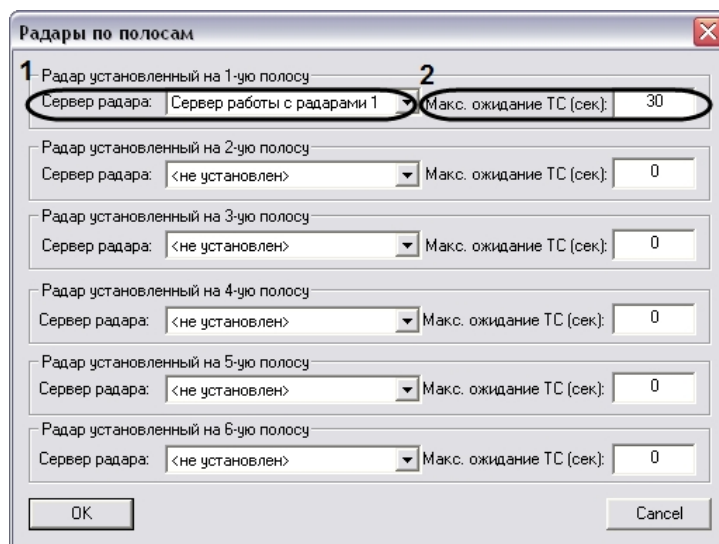 Радары по полосам
1 2
Радар установленный на 1-ую полосу
Сервер радара: Сервер работы с радарами 1 Макс. ожидание ТС (сек): 30
Радар установленный на 2-ую полосу
Сервер радара: <не установлен> Макс. ожидание ТС (сек): 0
Радар установленный на 3-ую полосу
Сервер радара: <не установлен> Макс. ожидание ТС (сек): 0
Радар установленный на 4-ую полосу
Сервер радара: <не установлен> Макс. ожидание ТС (сек): 0
Радар установленный на 5-ую полосу
Сервер радара: <не установлен> Макс. ожидание ТС (сек): 0
Радар установленный на 6-ую полосу
Сервер радара: <не установлен> Макс. ожидание ТС (сек): 0
OK Cancel